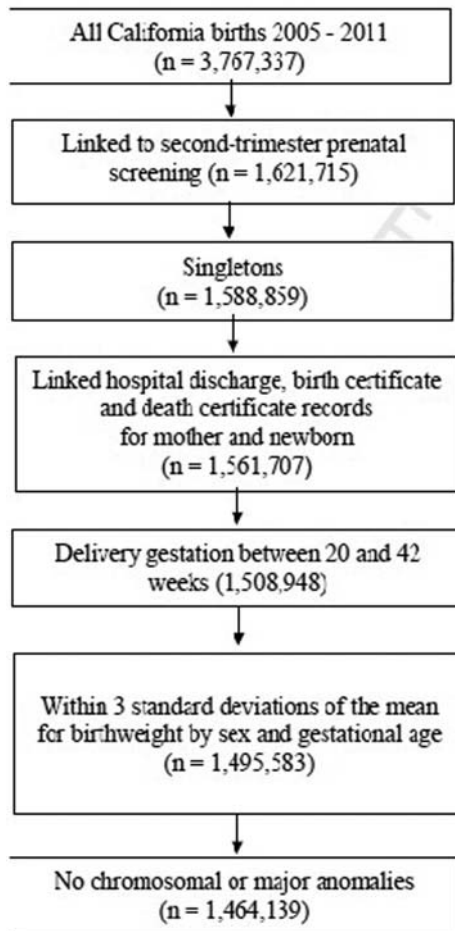 All California births 2005 - 2011
(n = 3,767,337)
Linked to second-trimester prenatal
screening (n = 1,621,715)
Singletons
(n = 1,588,859)
Linked hospital discharge, birth certificate
and death certificate records
for mother and newborn
(n = 1,561,707)
Delivery gestation between 20 and 42
weeks (1,508,948)
Within 3 standard deviations of the mean
for birthweight by sex and gestational age
(n = 1,495,583)
No chromosomal or major anomalies
(n = 1,464,139)